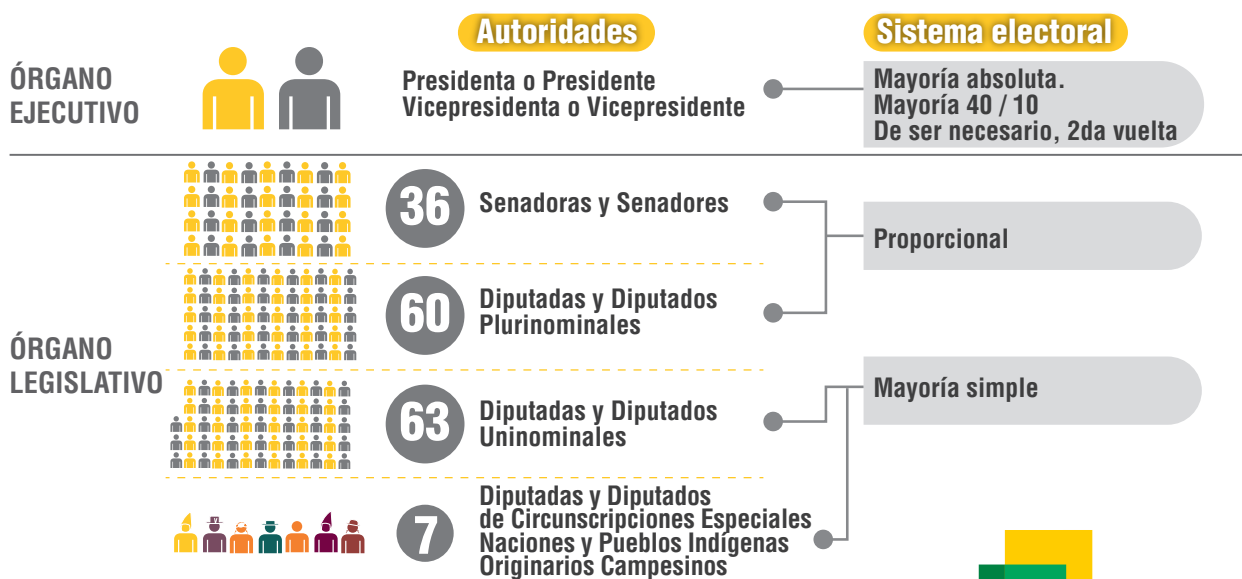 Autoridades
Sistema electoral
ÓRGANO
EJECUTIVO
Presidenta o Presidente
Vicepresidenta o Vicepresidente
Mayoría absoluta.
Mayoría 40 / 10
De ser necesario, 2da vuelta
ÓRGANO
LEGISLATIVO
36
Senadoras y Senadores
Proporcional
60
Diputadas y Diputados
Plurinominales
63
Diputadas y Diputados
Uninominales
Mayoría simple
7
Diputadas y Diputados
de Circunscripciones Especiales
Naciones y Pueblos Indígenas
Originarios Campesinos